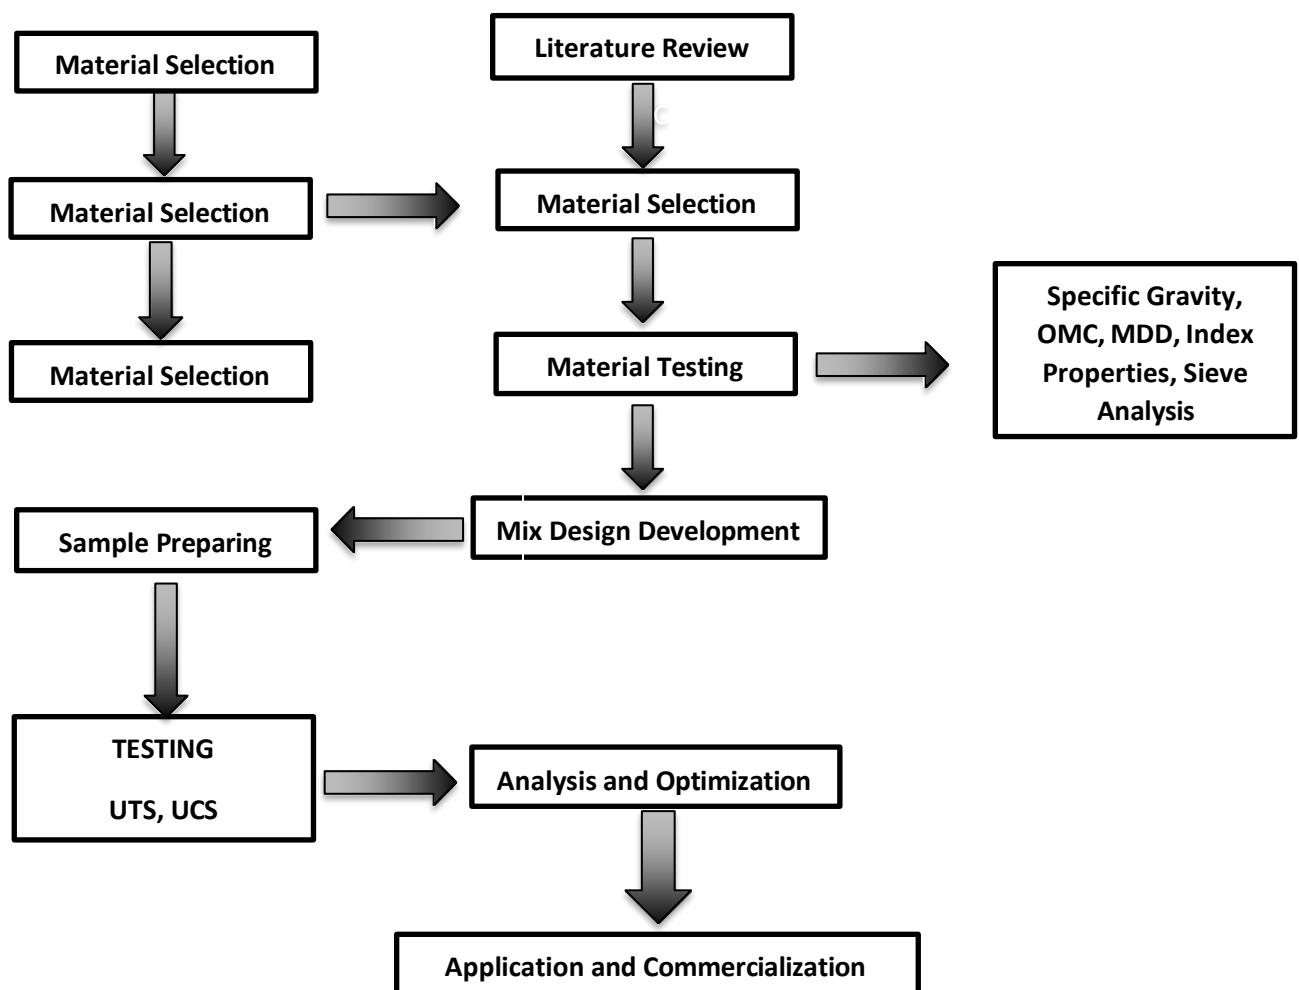 Material Selection
Literature Review
C
Material Selection
Material Selection
Material Selection
Material Testing
Specific Gravity,
OMC, MDD, Index
Properties, Sieve
Analysis
Sample Preparing
Mix Design Development
TESTING
UTS, UCS
Analysis and Optimization
Application and Commercialization